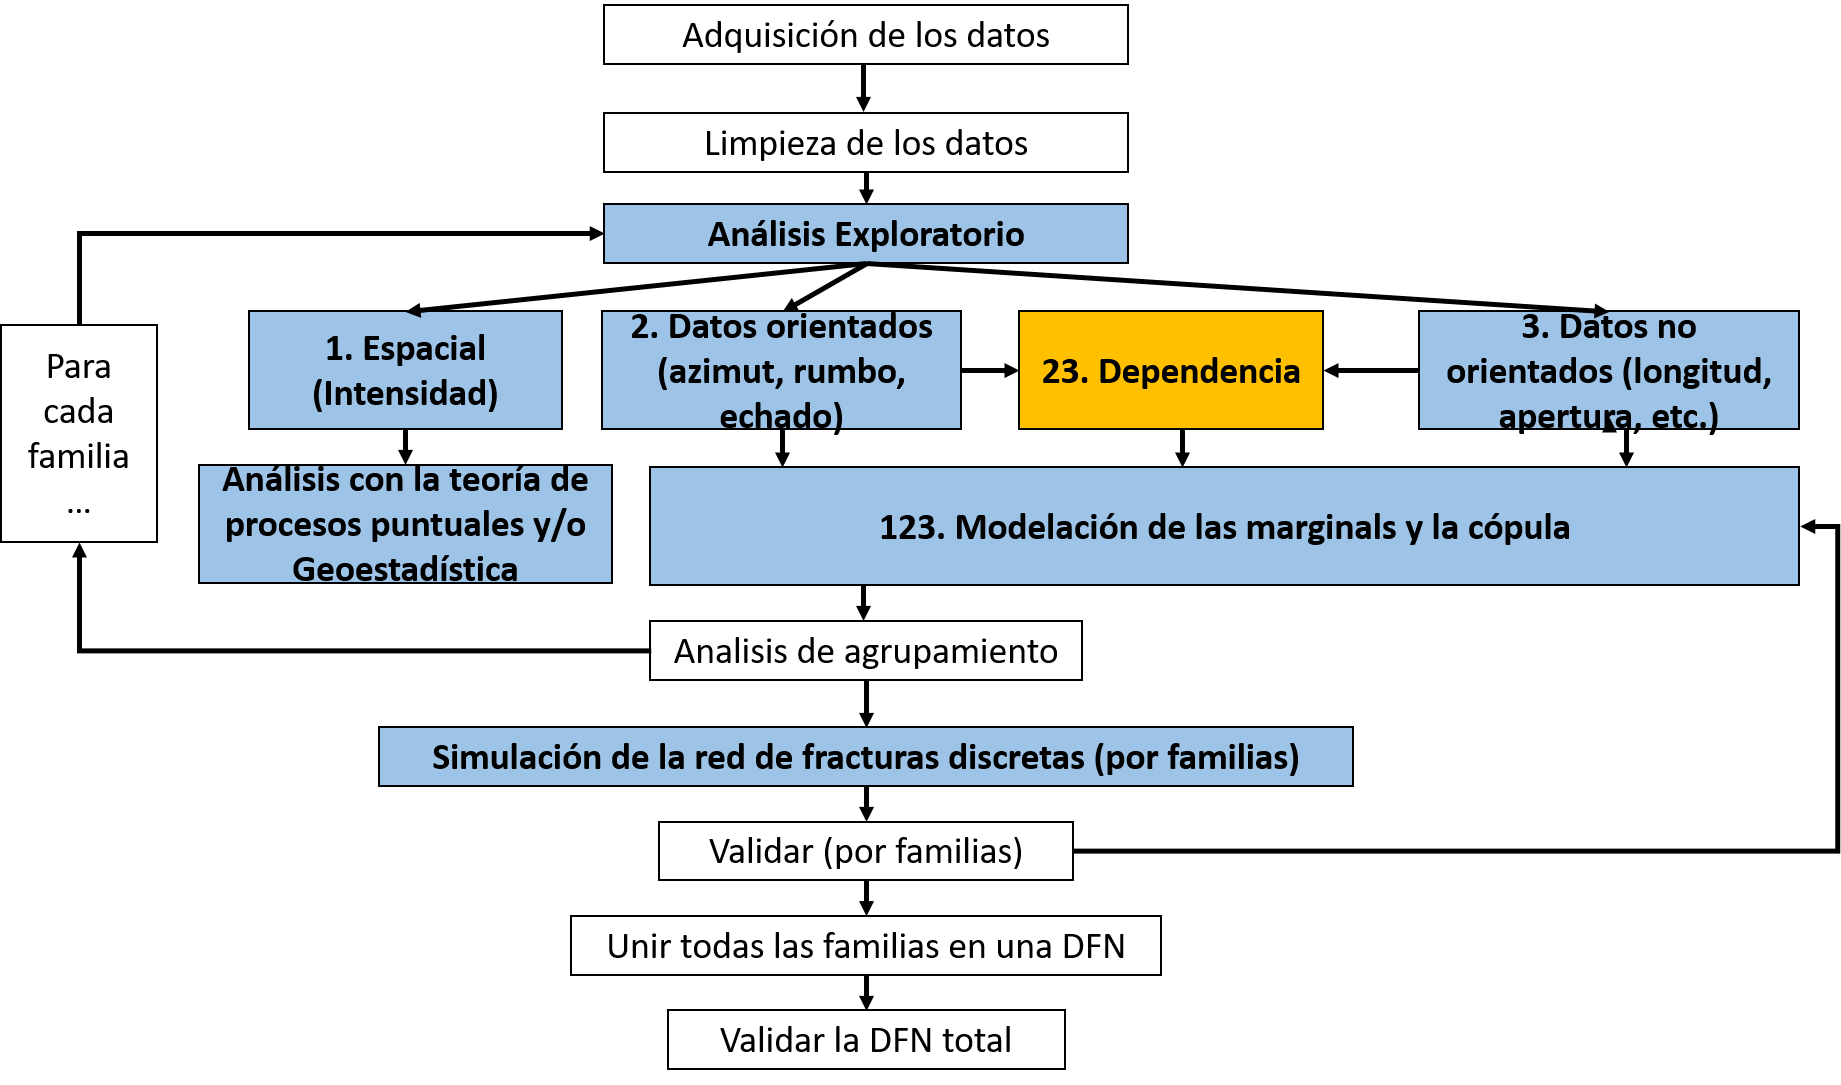 Adquisición de los datos
Limpieza de los datos
Análisis Exploratorio
Para
cada
familia
...
1. Espacial
(Intensidad)
2. Datos orientados
(azimut, rumbo,
echado)
23. Dependencia
3. Datos no
orientados (longitud,
apertura, etc.)
Análisis con la teoría de
procesos puntuales y/o
Geoestadística
123. Modelación de las marginals y la cópula
Analisis de agrupamiento
Simulación de la red de fracturas discretas (por familias)
Validar (por familias)
Unir todas las familias en una DFN
Validar la DFN total